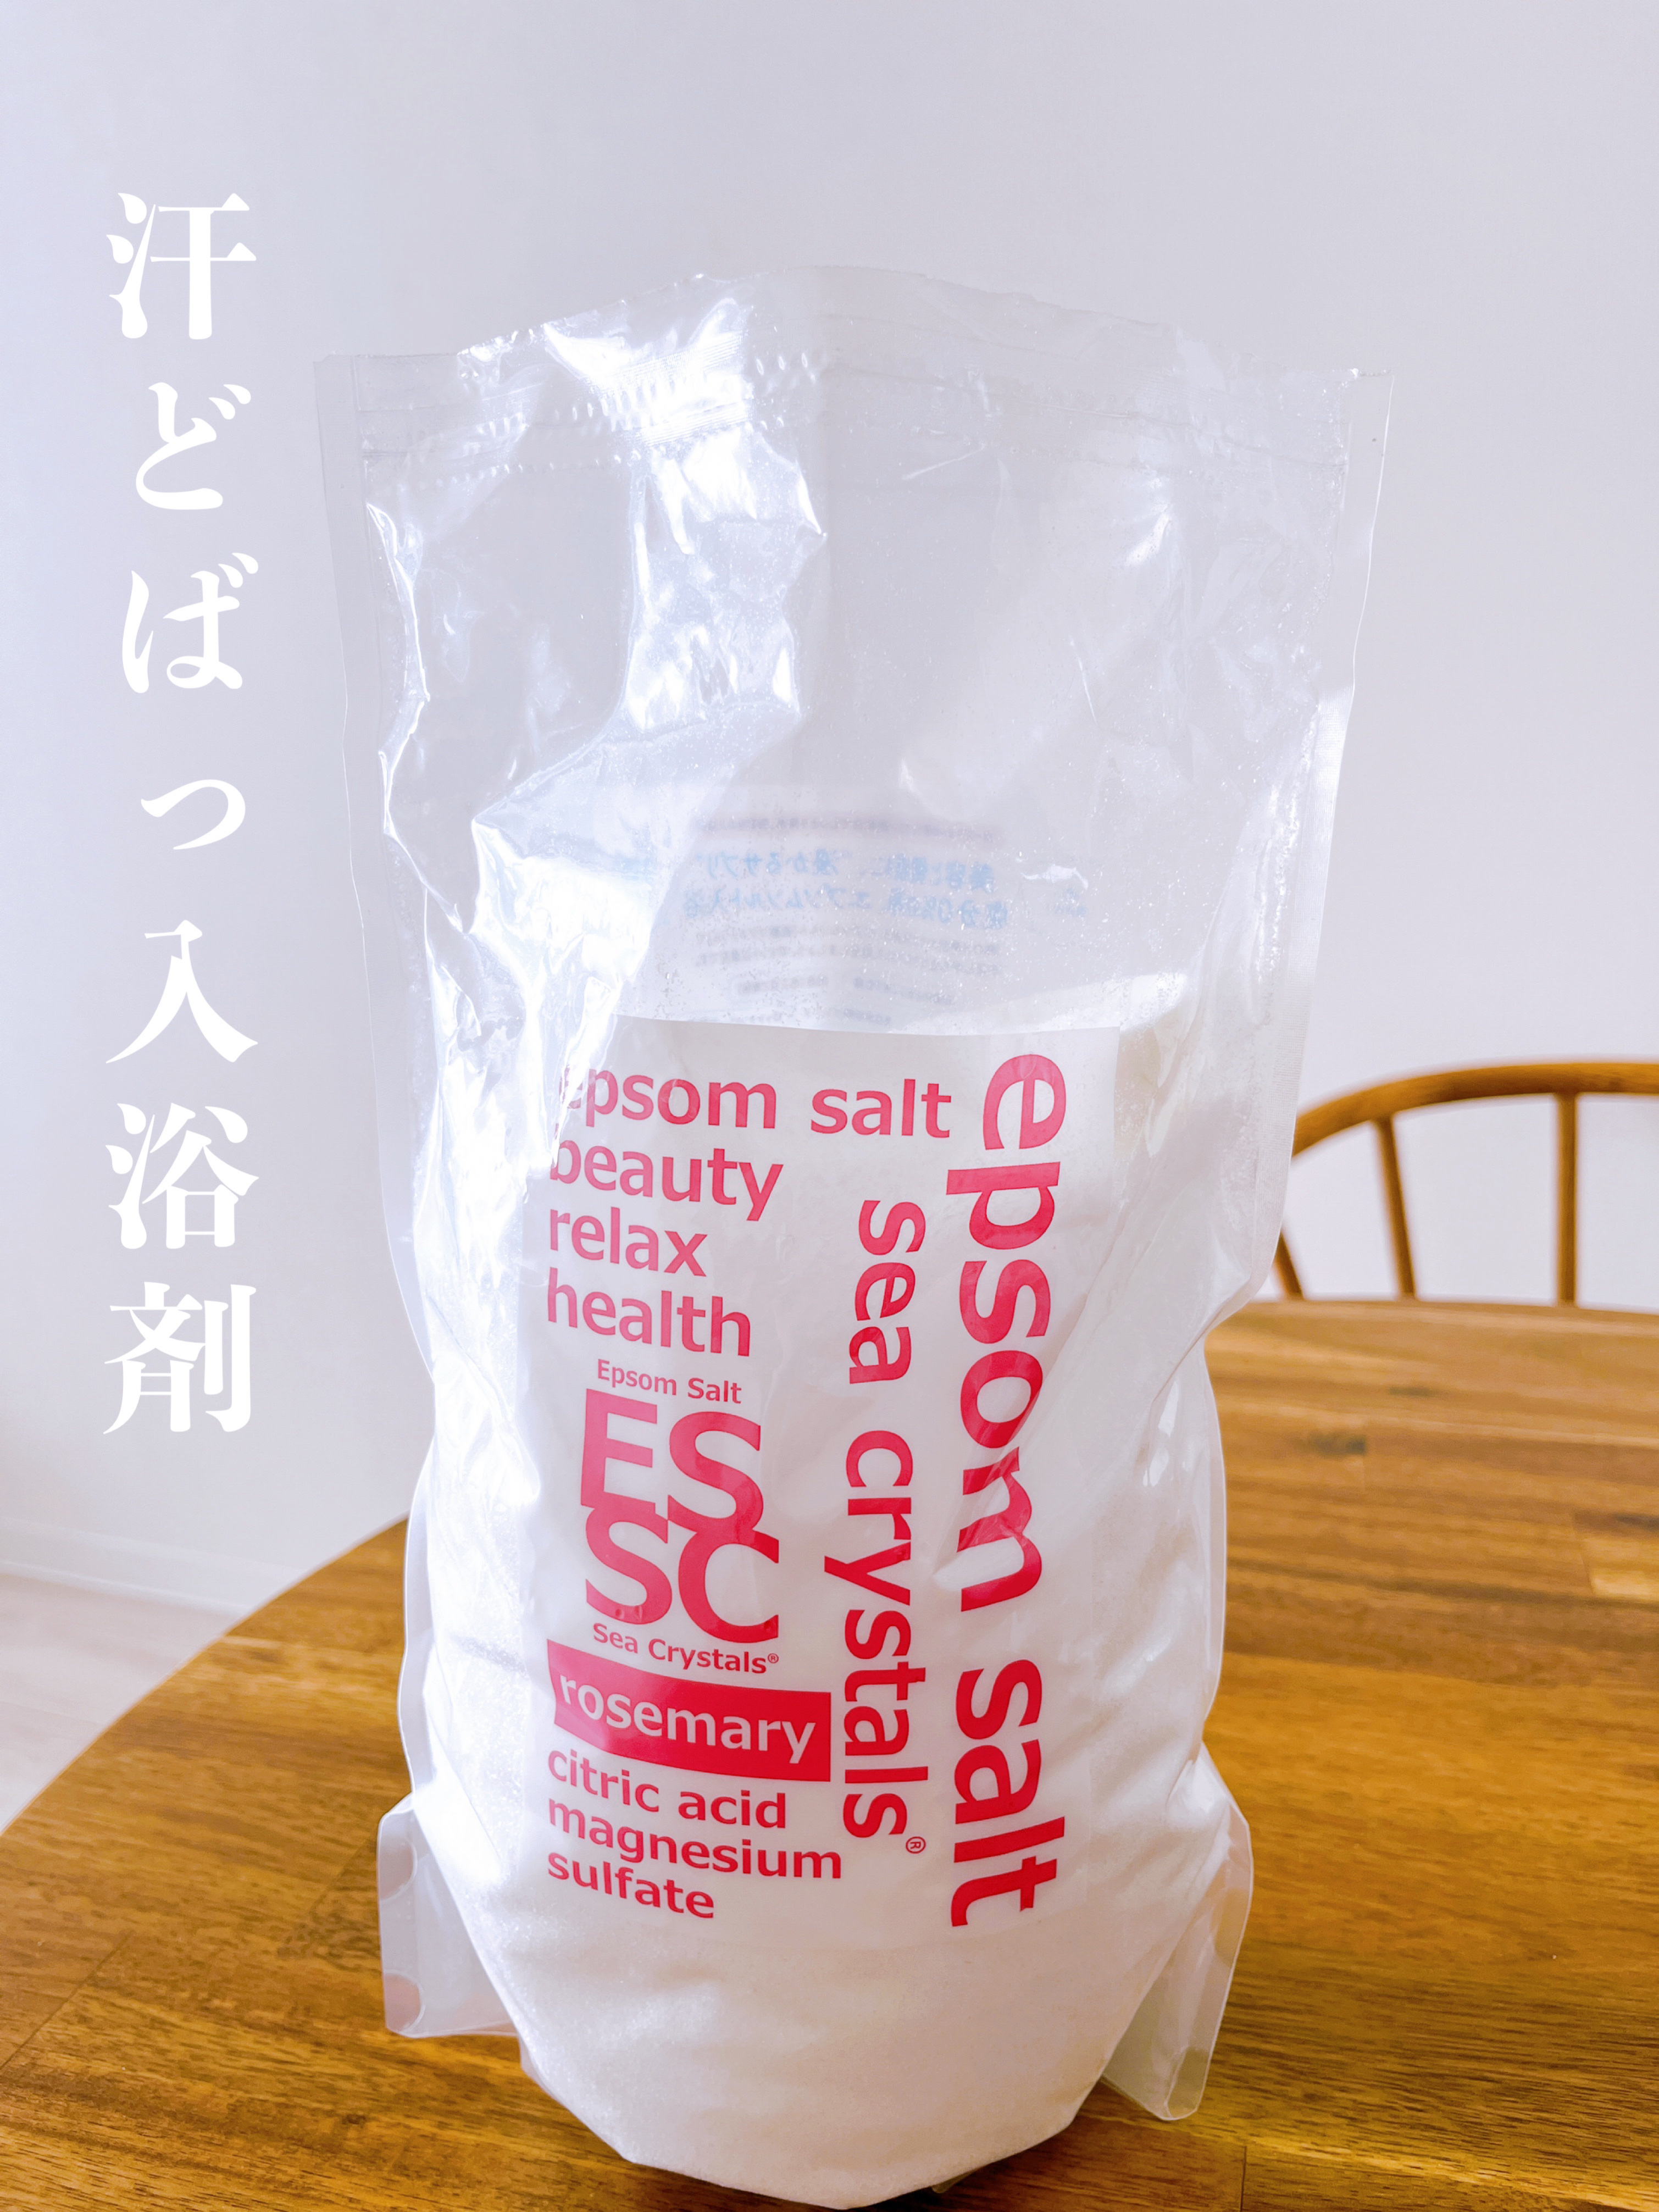 汗どばっ入浴剤
epsom salt
beauty
relax
health
Epsom Salt
ES
SC
Sea Crystals®
rosemary
citric acid
magnesium
sulfate
sea crystals®
epsom salt